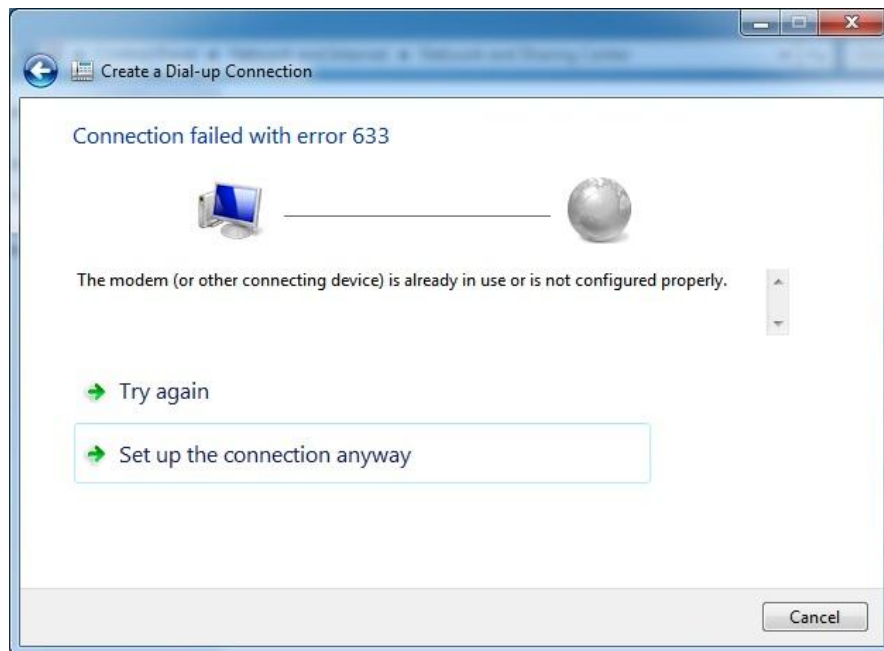 Create a Dial-up Connection
Connection failed with error 633
The modem (or other connecting device) is already in use or is not configured properly.
Try again
Set up the connection anyway
Cancel